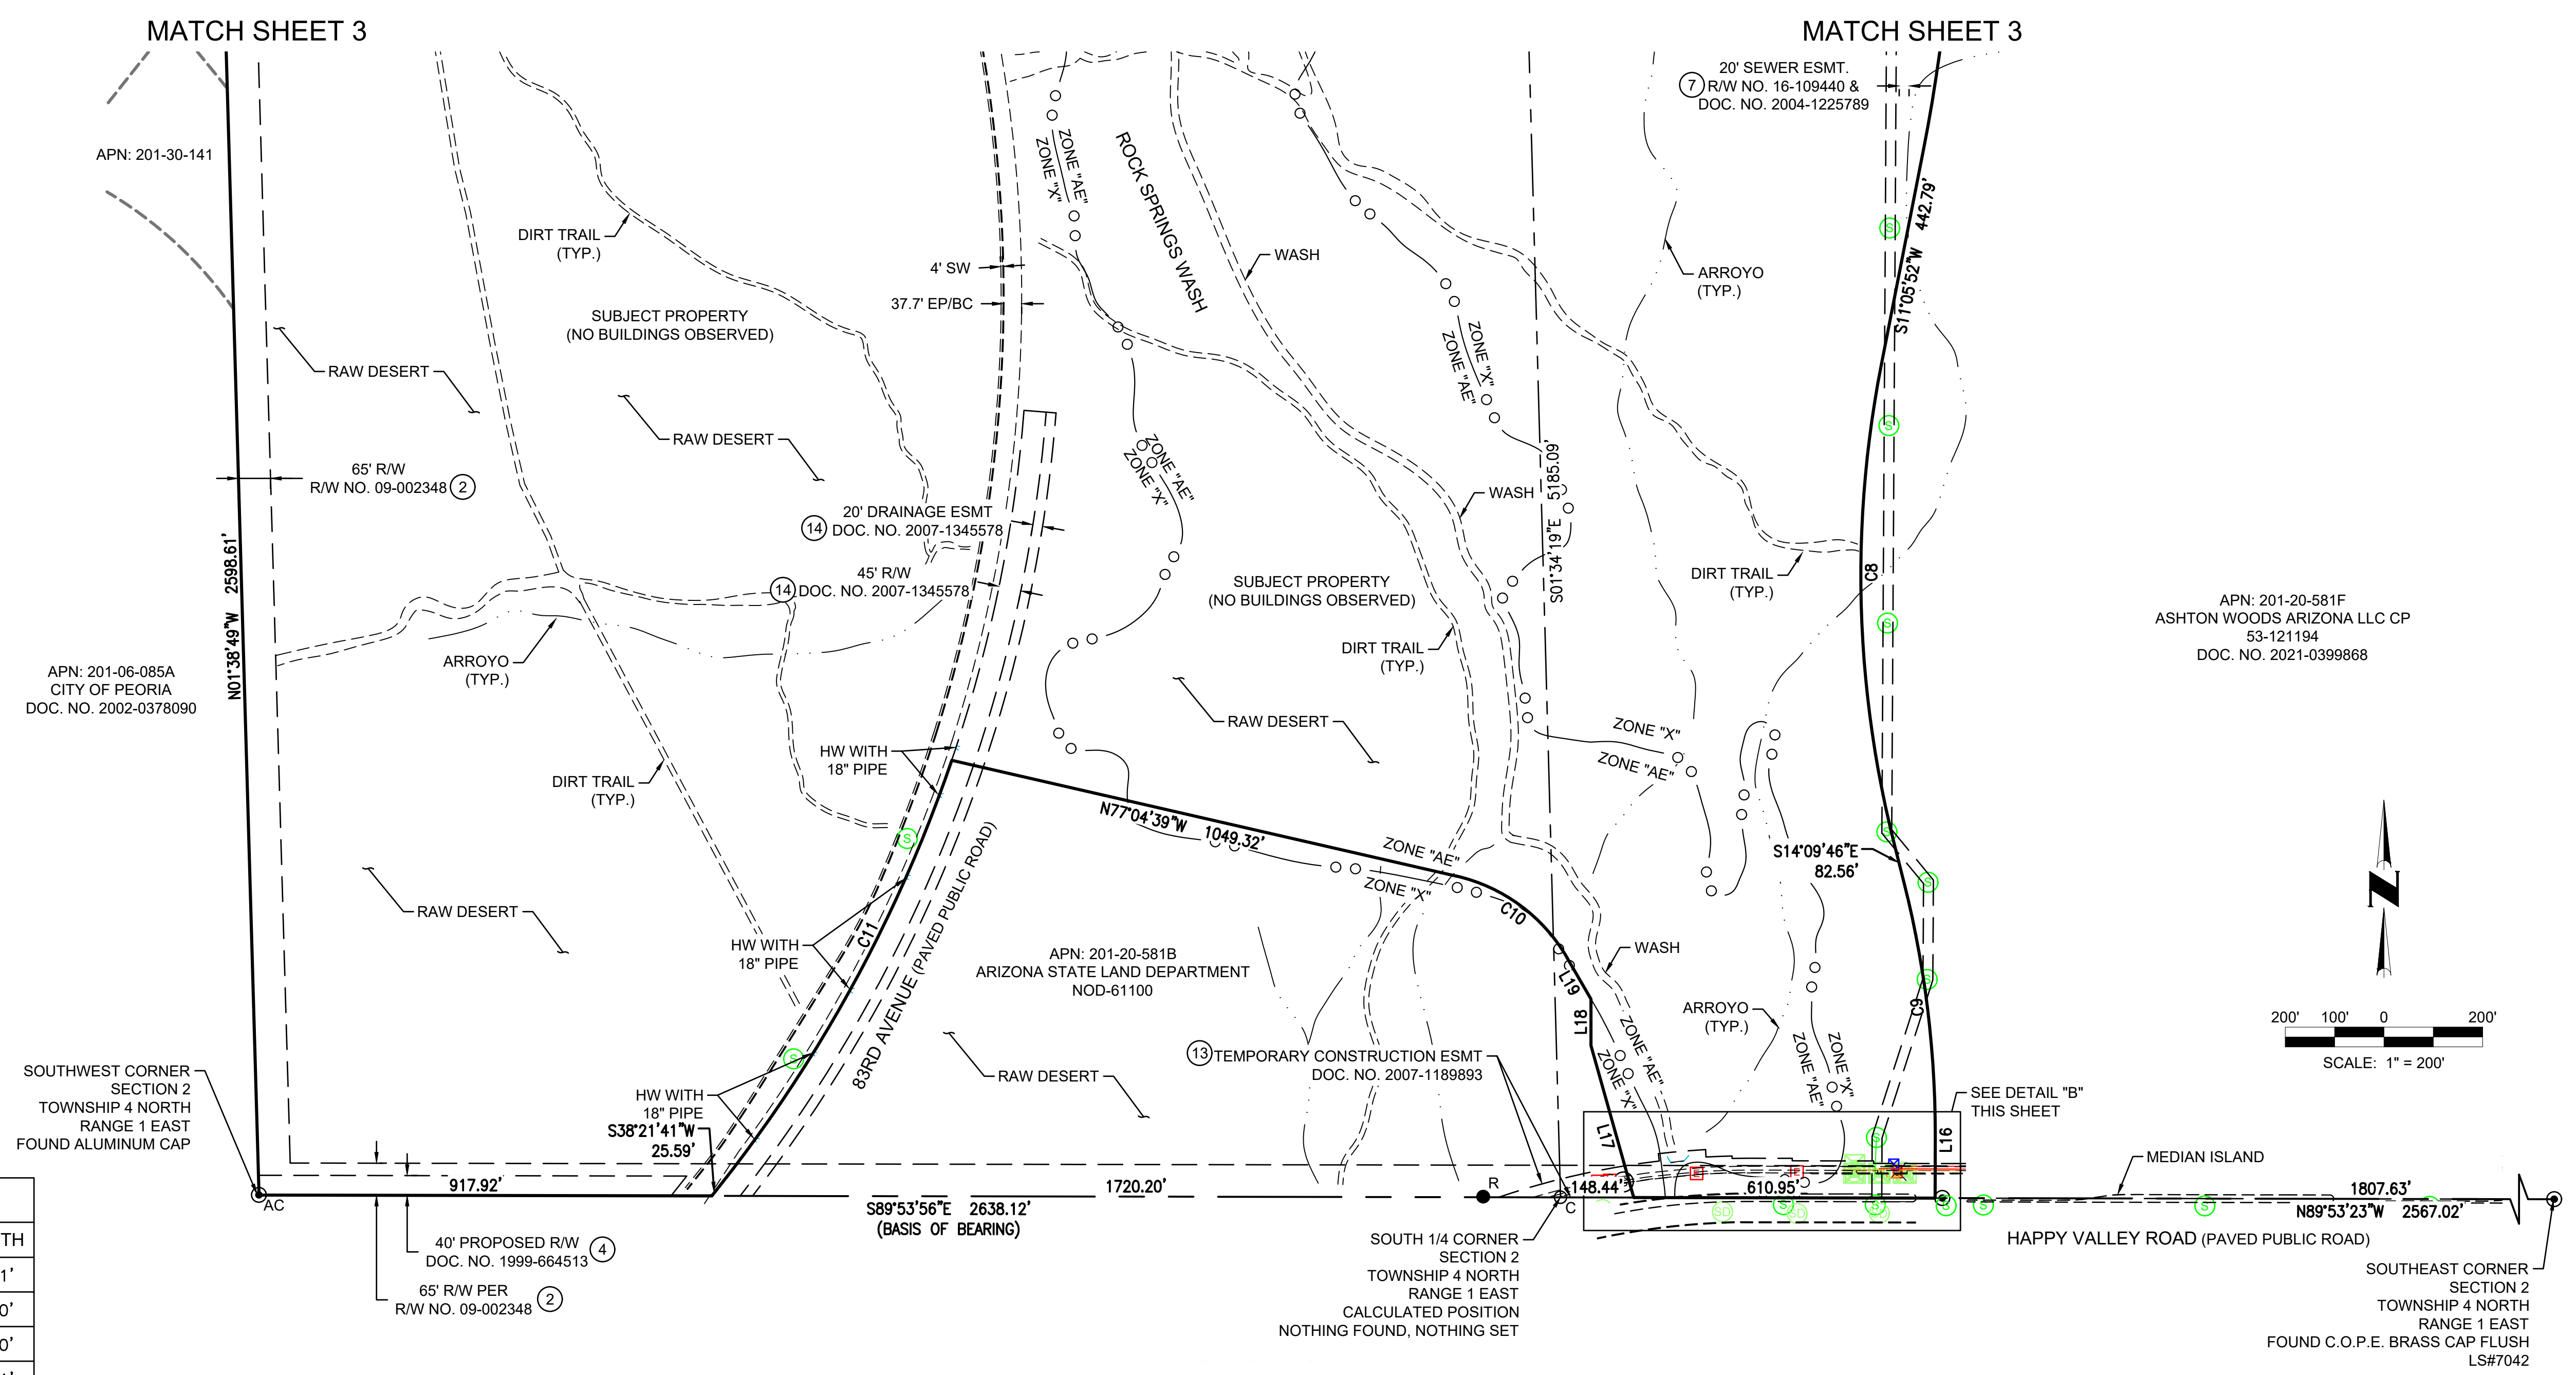 MATCH SHEET 3
MATCH SHEET 3
20' SEWER ESMT.
7 R/W NO. 16-109440 &
DOC. NO. 2004-1225789
APN: 201-30-141
ZONE "AE"
ZONE "X"
ROCK SPRINGS WASH
DIRT TRAIL
(TYP.)
4' SW
37.7' EP/BC
WASH
ARROYO
(TYP.)
S11°05'52"W 442.79'
SUBJECT PROPERTY
(NO BUILDINGS OBSERVED)
ZONE "X"
ZONE "AE"
RAW DESERT
RAW DESERT
65' R/W
R/W NO. 09-002348 2
ZONE "AE"
ZONE "X"
WASH
S01°34'19"E 5185.09'
20' DRAINAGE ESMT
14 DOC. NO. 2007-1345578
45' R/W
14 DOC. NO. 2007-1345578
N01°38'49"W 2598.61'
SUBJECT PROPERTY
(NO BUILDINGS OBSERVED)
DIRT TRAIL
(TYP.)
C8
APN: 201-20-581F
ASHTON WOODS ARIZONA LLC CP
53-121194
DOC. NO. 2021-0399868
APN: 201-06-085A
CITY OF PEORIA
DOC. NO. 2002-0378090
ARROYO
(TYP.)
DIRT TRAIL
(TYP.)
RAW DESERT
ZONE "X"
ZONE "AE"
HW WITH
18" PIPE
DIRT TRAIL
(TYP.)
N77°04'39"W 1049.32'
ZONE "AE"
ZONE "X"
S14°09'46"E
82.56'
S
S
S
S
S
S
S
N
RAW DESERT
C11
HW WITH
18" PIPE
83RD AVENUE (PAVED PUBLIC ROAD)
APN: 201-20-581B
ARIZONA STATE LAND DEPARTMENT
NOD-61100
C10
L19
L18
WASH
ARROYO
(TYP.)
C9
200' 100' 0 200'
SCALE: 1" = 200'
S
RAW DESERT
13 TEMPORARY CONSTRUCTION ESMT
DOC. NO. 2007-1189893
ZONE "AE"
ZONE "X"
ZONE "X"
ZONE "AE"
SEE DETAIL "B"
THIS SHEET
SOUTHWEST CORNER
SECTION 2
TOWNSHIP 4 NORTH
RANGE 1 EAST
FOUND ALUMINUM CAP
HW WITH
18" PIPE
S38°21'41"W
25.59'
L17
L16
S
E
E
MEDIAN ISLAND
AC
917.92'
1720.20'
R
C
148.44'
610.95'
1807.63'
S89°53'56"E 2638.12'
(BASIS OF BEARING)
N89°53'23"W 2567.02'
SD
S
SD
S
SD
S
S
S
HAPPY VALLEY ROAD (PAVED PUBLIC ROAD)
40' PROPOSED R/W
DOC. NO. 1999-664513 4
65' R/W PER
R/W NO. 09-002348 2
SOUTH 1/4 CORNER
SECTION 2
TOWNSHIP 4 NORTH
RANGE 1 EAST
CALCULATED POSITION
NOTHING FOUND, NOTHING SET
SOUTHEAST CORNER
SECTION 2
TOWNSHIP 4 NORTH
RANGE 1 EAST
FOUND C.O.P.E. BRASS CAP FLUSH
LS#7042
TH
1'
0'
0'